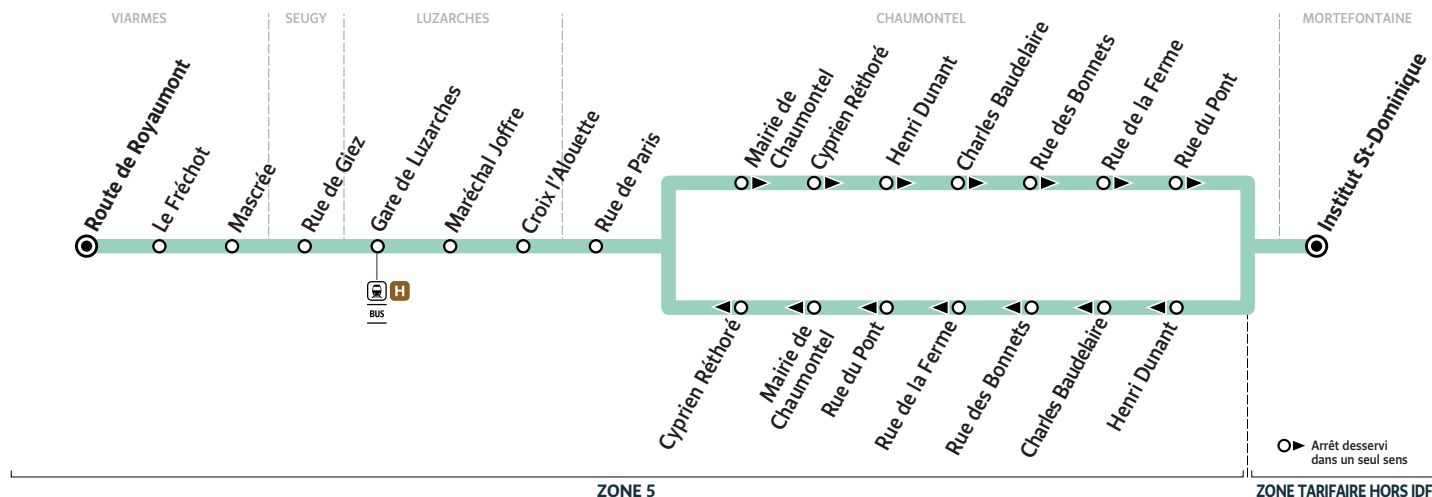 VIARMES
SEUGY
LUZARCHES
CHAUMONTEL
MORTEFONTAINE
Route de Royaumont
Le Fréchot
Mascrée
Rue de Giez
Gare de Luzarches
Maréchal Joffre
Croix l'Alouette
Rue de Paris
Mairie de
Chaumontel
Cyprien Réthoré
Henri Dunant
Charles Baudelaire
Rue des Bonnets
Rue de la Ferme
Rue du Pont
Institut St-Dominique
H
BUS
Cyprien Réthoré
Mairie de
Chaumontel
Rue du Pont
Rue de la Ferme
Rue des Bonnets
Charles Baudelaire
Henri Dunant
Arrêt desservi
dans un seul sens
ZONE 5
ZONE TARIFAIRE HORS IDF